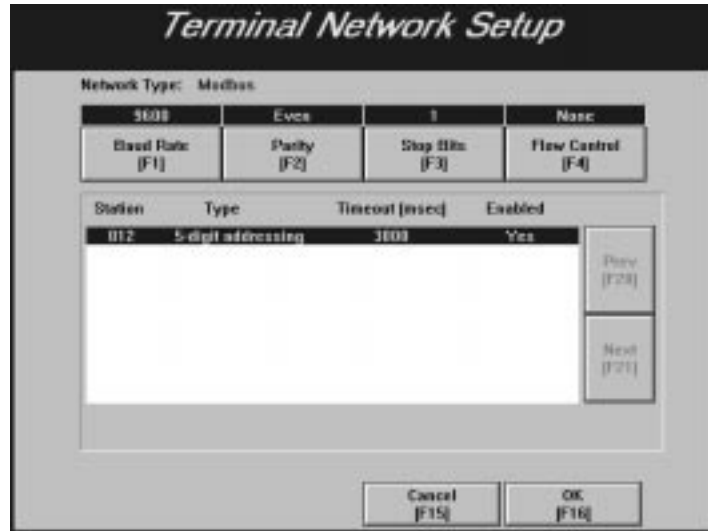 Terminal Network Setup
Network Type: Modbus
9600 Even 1 None
Baud Rate Parity Stop Bits Flow Control
[F1] [F2] [F3] [F4]
Station Type Timeout (msec) Enabled
012 5-digit addressing 3000 Yes
Prev
[F20]
Next
[F21]
Cancel OK
[F15] [F16]